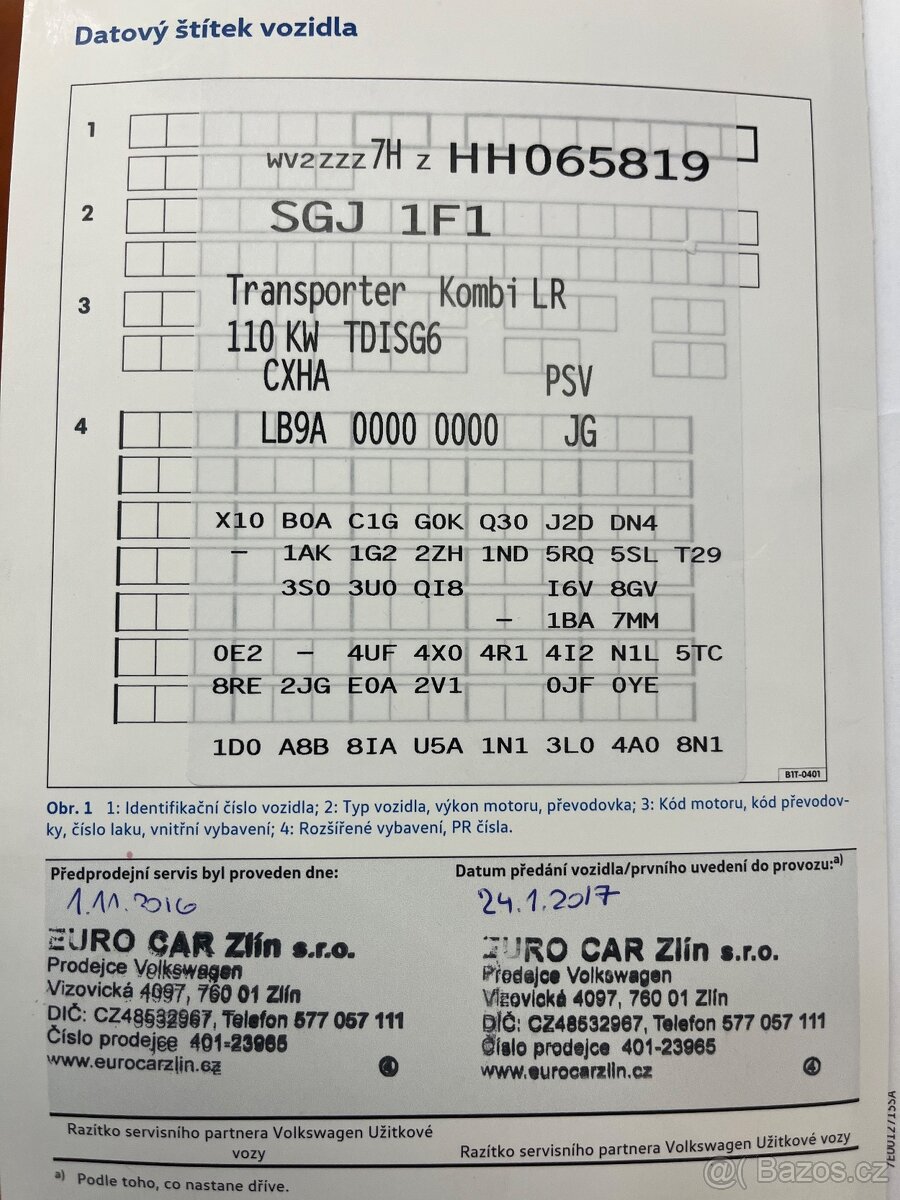 Datový štítek vozidla
1
WV2ZZZ 7H Z HH065819
2
SGJ 1F1
Transporter Kombi LR
3
110 KW TDISG6
CXHA PSV
4
LB9A 0000 0000 JG
X10 B0A C1G G0K Q30 J2D DN4
– 1AK 1G2 2ZH 1ND 5RQ 5SL T29
3S0 3U0 QI8 I6V 8GV
– 1BA 7MM
0E2 – 4UF 4X0 4R1 4I2 N1L 5TC
8RE 2JG E0A 2V1 0JF 0YE
1D0 A8B 8IA U5A 1N1 3L0 4A0 8N1
B1T-0401
Obr. 1 1: Identifikační číslo vozidla; 2: Typ vozidla, výkon motoru, převodovka; 3: Kód motoru, kód převodov-
ky, číslo laku, vnitřní vybavení; 4: Rozšířené vybavení, PR čísla.
Předprodejní servis byl proveden dne:
1.11.2016
EURO CAR Zlín s.r.o.
Prodejce Volkswagen
Vizovická 4097, 760 01 Zlín
DIČ: CZ48532967, Telefon 577 057 111
Číslo prodejce 401-23965
www.eurocarzlin.cz
4
Razítko servisního partnera Volkswagen Užitkové
vozy
Datum předání vozidla/prvního uvedení do provozu:a)
24.1.2017
EURO CAR Zlín s.r.o.
Prodejce Volkswagen
Vizovická 4097, 760 01 Zlín
DIČ: CZ48532967, Telefon 577 057 111
Číslo prodejce 401-23965
www.eurocarzlin.cz
4
Razítko servisního partnera Volkswagen Užitkové vozy
a) Podle toho, co nastane dříve.
7E0012715SA
@ Bazos.cz